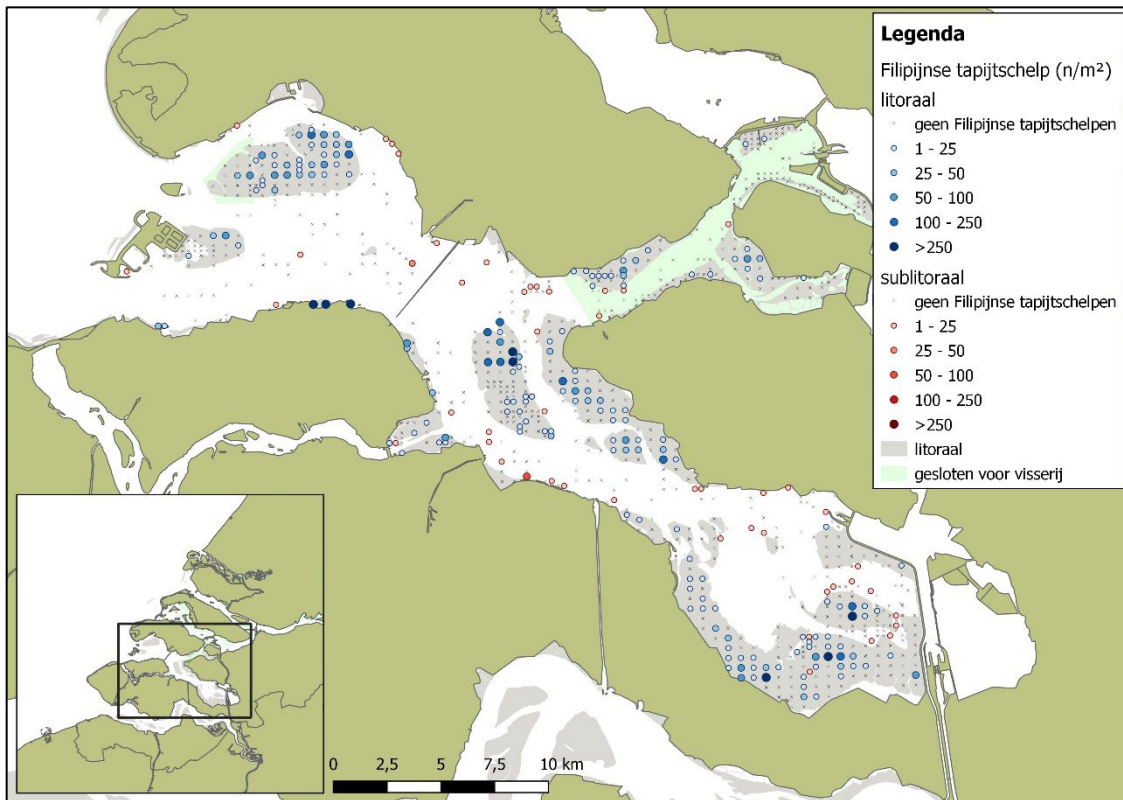 Legenda
Filipijnse tapijtschelp (n/m²)
litoraal
geen Filipijnse tapijtschelpen
1 - 25
25 - 50
50 - 100
100 - 250
>250
sublitoraal
geen Filipijnse tapijtschelpen
1 - 25
25 - 50
50 - 100
100 - 250
>250
litoraal
gesloten voor visserij
0 2,5 5 7,5 10 km